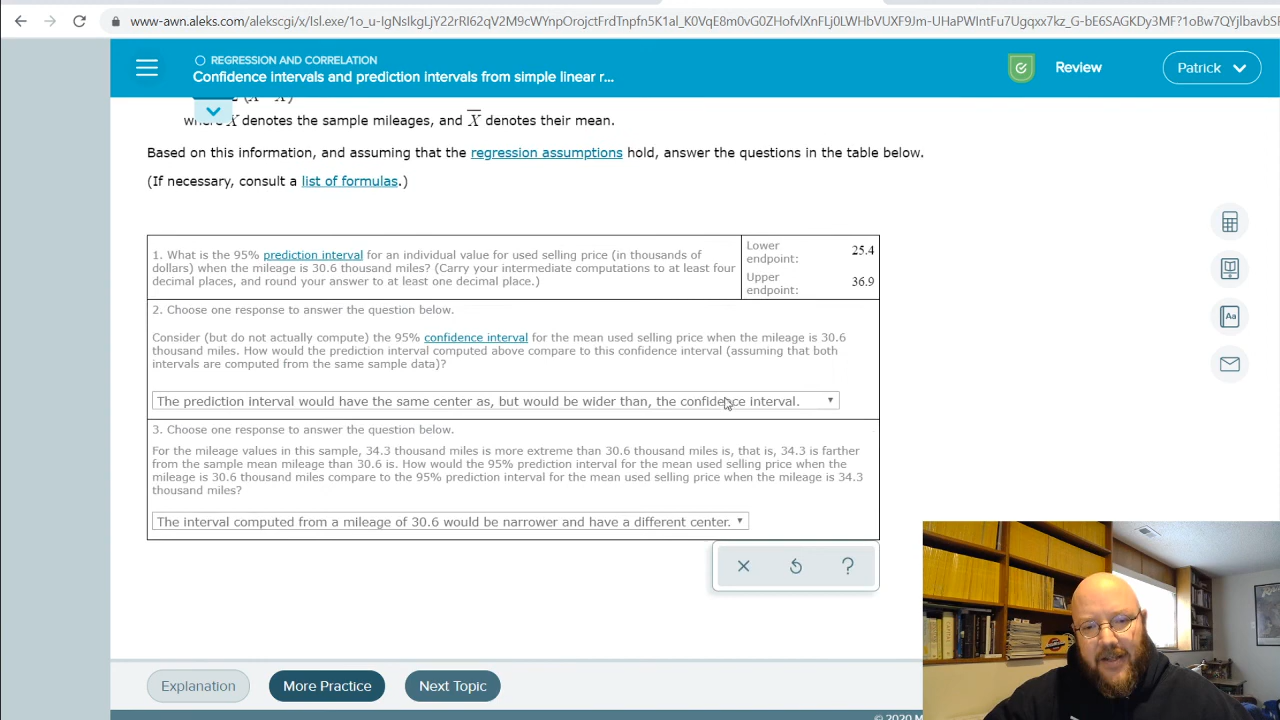 www-awn.aleks.com/alekscgi/x/Isl.exe/1o_u-IgNsIkgLjY22rRI62qV2M9cWYnpOrojctFrdTnpfn5K1al_K0VqE8m0vG0ZHofvlXnFLj0LWHbVUXF9Jm-UHaPWIntFu7Ugqxx7kz_G-bE6SAGKDy3MF?1oBw7QYjlbavbSF
REGRESSION AND CORRELATION
Confidence intervals and prediction intervals from simple linear r...
Review
Patrick
denotes the sample mileages, and X denotes their mean.
Based on this information, and assuming that the regression assumptions hold, answer the questions in the table below.
(If necessary, consult a list of formulas.)
1. What is the 95% prediction interval for an individual value for used selling price (in thousands of
dollars) when the mileage is 30.6 thousand miles? (Carry your intermediate computations to at least four
decimal places, and round your answer to at least one decimal place.)
Lower
endpoint:
25.4
Upper
endpoint:
36.9
2. Choose one response to answer the question below.
Consider (but do not actually compute) the 95% confidence interval for the mean used selling price when the mileage is 30.6
thousand miles. How would the prediction interval computed above compare to this confidence interval (assuming that both
intervals are computed from the same sample data)?
The prediction interval would have the same center as, but would be wider than, the confidence interval.
3. Choose one response to answer the question below.
For the mileage values in this sample, 34.3 thousand miles is more extreme than 30.6 thousand miles is, that is, 34.3 is farther
from the sample mean mileage than 30.6 is. How would the 95% prediction interval for the mean used selling price when the
mileage is 30.6 thousand miles compare to the 95% prediction interval for the mean used selling price when the mileage is 34.3
thousand miles?
The interval computed from a mileage of 30.6 would be narrower and have a different center.
?
Aa
Explanation
More Practice
Next Topic
© 2020 M